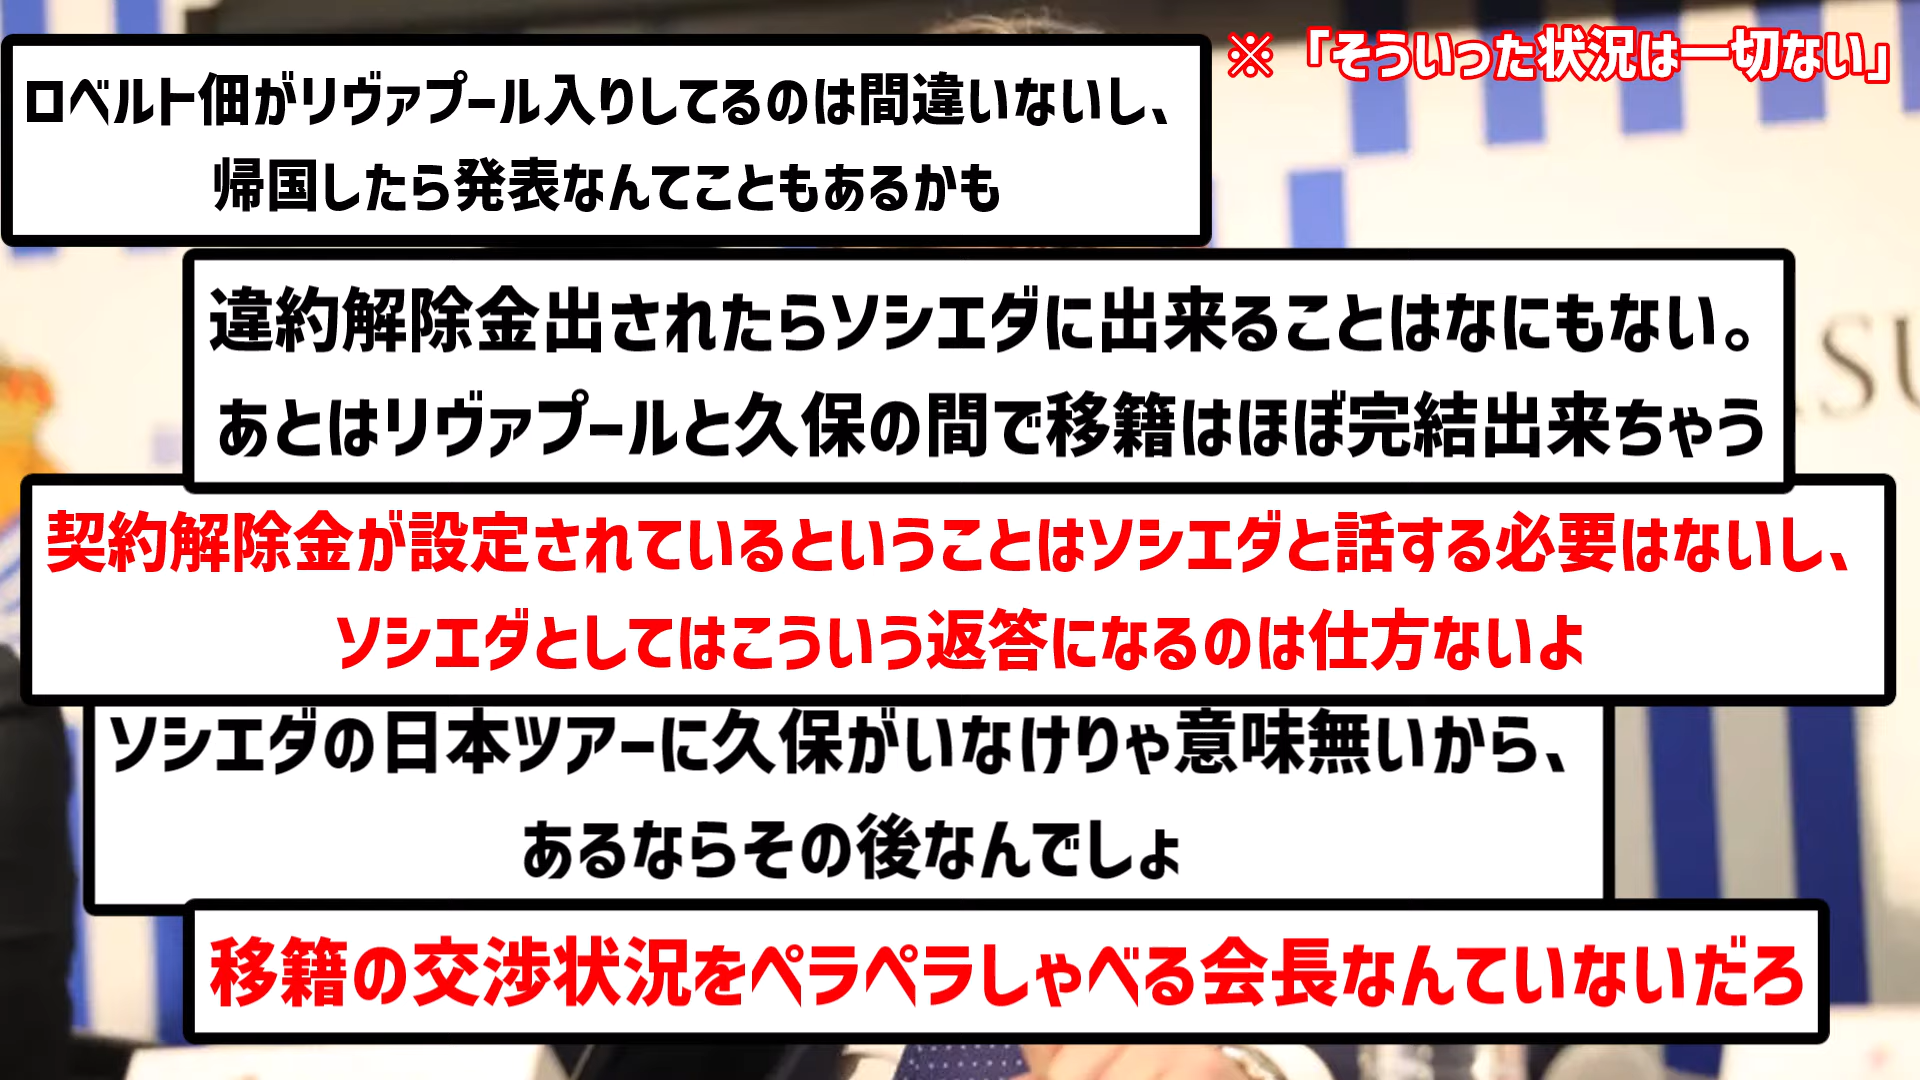 ※「そういった状況は一切ない」
ロベルト佃がリヴァプール入りしてるのは間違いないし、
帰国したら発表なんてこともあるかも
違約解除金出されたらソシエダに出来ることはなにもない。
あとはリヴァプールと久保の間で移籍はほぼ完結出来ちゃう
契約解除金が設定されているということはソシエダと話する必要はないし、
ソシエダとしてはこういう返答になるのは仕方ないよ
ソシエダの日本ツアーに久保がいなけりゃ意味無いから、
あるならその後なんでしょ
移籍の交渉状況をペラペラしゃべる会長なんていないだろ